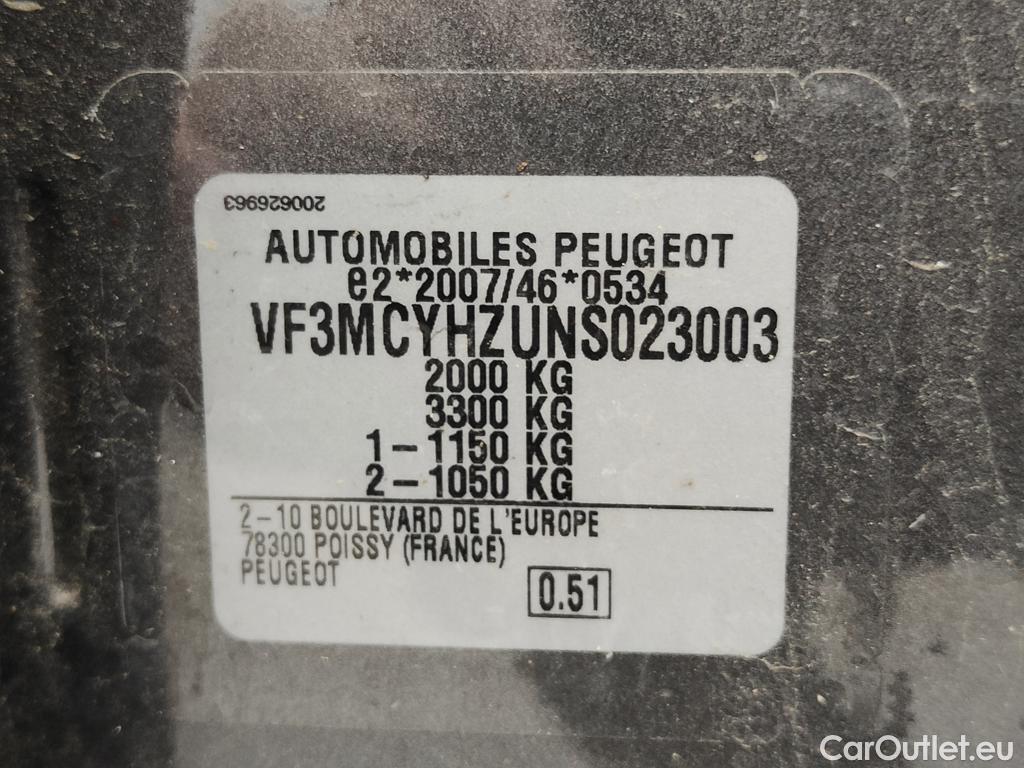 200626963
AUTOMOBILES PEUGEOT
e2*2007/46*0534
VF3MCYHZUNS023003
2000 KG
3300 KG
1-1150 KG
2-1050 KG
2-10 BOULEVARD DE L'EUROPE
78300 POISSY (FRANCE)
PEUGEOT
0.51
CarOutlet.eu